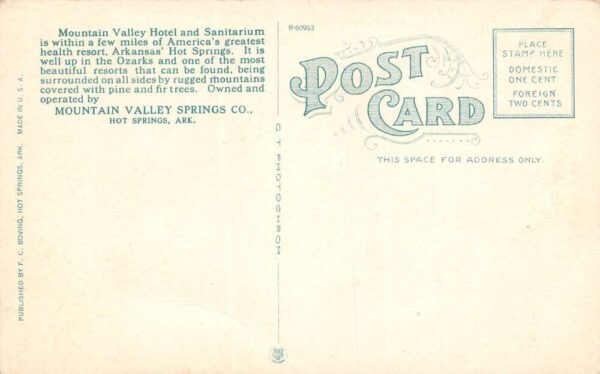 Mountain Valley Hotel and Sanitarium
is within a few miles of America's greatest
health resort, Arkansas' Hot Springs. It is
well up in the Ozarks and one of the most
beautiful resorts that can be found, being
surrounded on all sides by rugged mountains
covered with pine and fir trees. Owned and
operated by
MOUNTAIN VALLEY SPRINGS CO.,
HOT SPRINGS, ARK.
PUBLISHED BY F. C. BOVING, HOT SPRINGS, ARK. MADE IN U. S. A.
C T PHOTOCHROM
R-60953
POST
CARD
THIS SPACE FOR ADDRESS ONLY.
PLACE
STAMP HERE
DOMESTIC
ONE CENT
FOREIGN
TWO CENTS